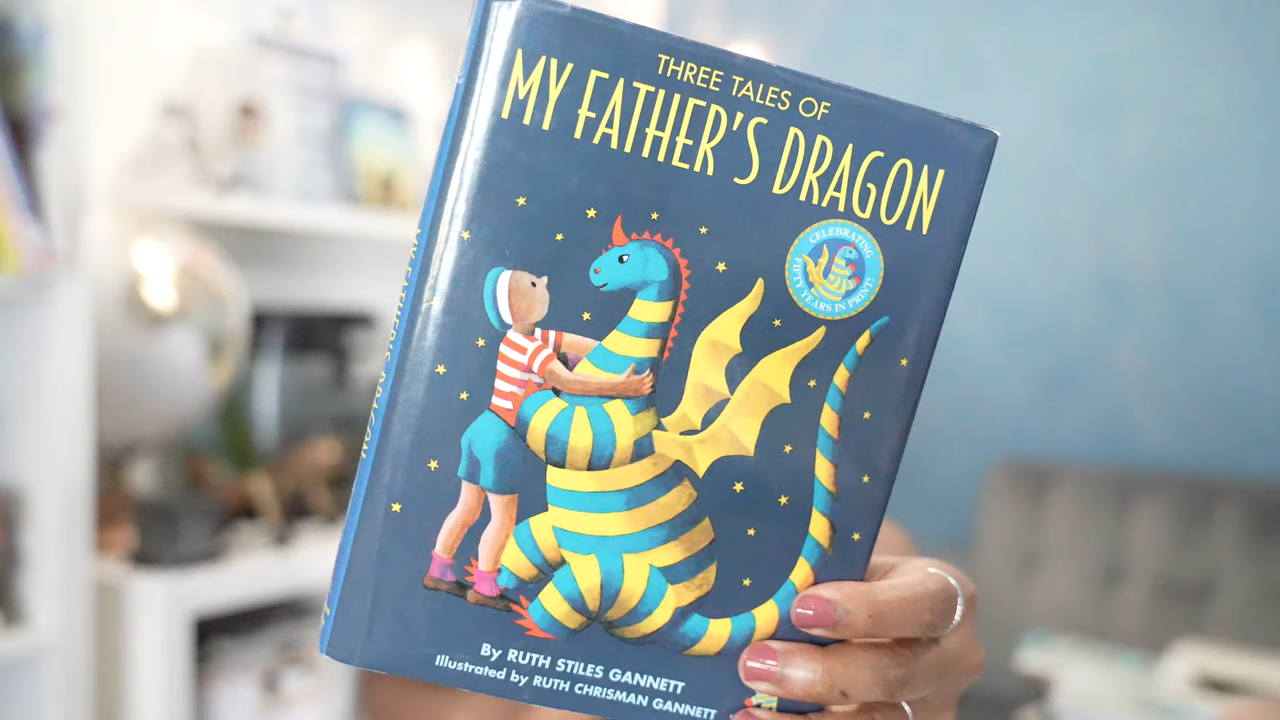 THREE TALES OF
MY FATHER'S DRAGON
CELEBRATING
FIFTY YEARS IN PRINT!
By RUTH STILES GANNETT
Illustrated by RUTH CHRISMAN GANNETT
MY FATHER'S DRAGON